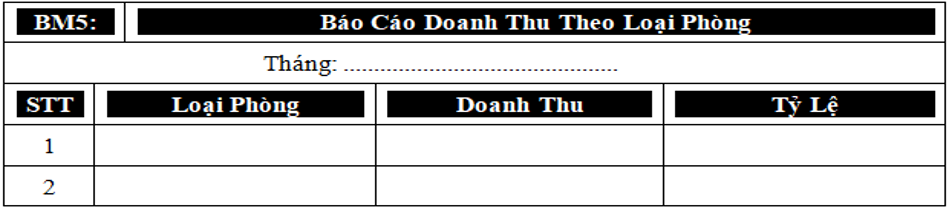 BM5: Báo Cáo Doanh Thu Theo Loại Phòng
Tháng: .............................................
STT Loại Phòng Doanh Thu Tỷ Lệ
1
2